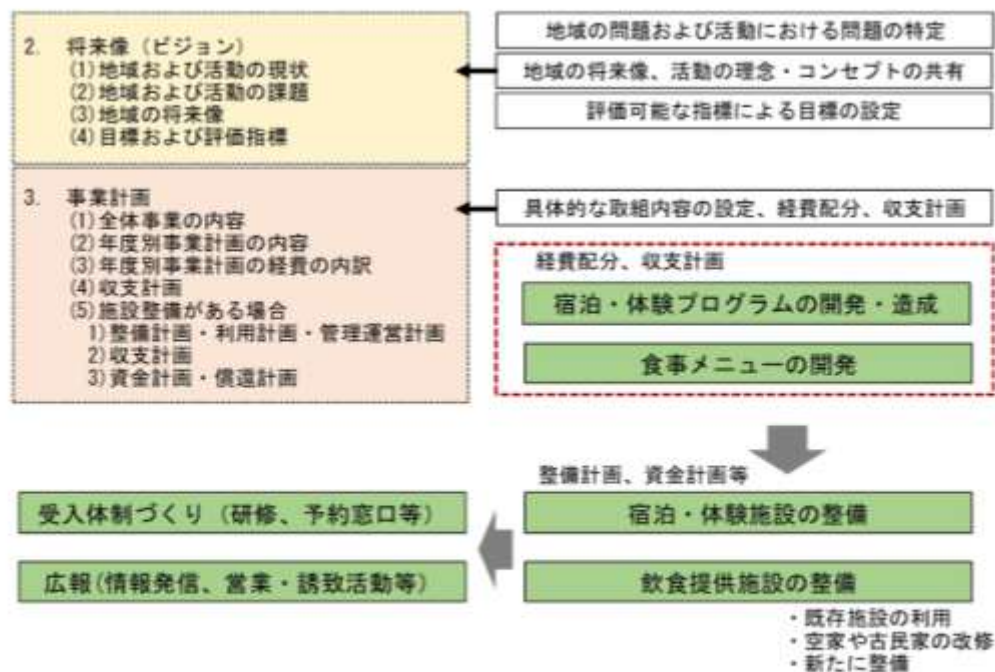 2. 将来像（ビジョン）
(1)地域および活動の現状
(2)地域および活動の課題
(3)地域の将来像
(4)目標および評価指標
地域の問題および活動における問題の特定
地域の将来像、活動の理念・コンセプトの共有
評価可能な指標による目標の設定
3. 事業計画
(1)全体事業の内容
(2)年度別事業計画の内容
(3)年度別事業計画の経費の内訳
(4)収支計画
(5)施設整備がある場合
1)整備計画・利用計画・管理運営計画
2)収支計画
3)資金計画・償還計画
具体的な取組内容の設定、経費配分、収支計画
経費配分、収支計画
宿泊・体験プログラムの開発・造成
食事メニューの開発
整備計画、資金計画等
宿泊・体験施設の整備
飲食提供施設の整備
・既存施設の利用
・空家や古民家の改修
・新たに整備
受入体制づくり（研修、予約窓口等）
広報(情報発信、営業・誘致活動等）